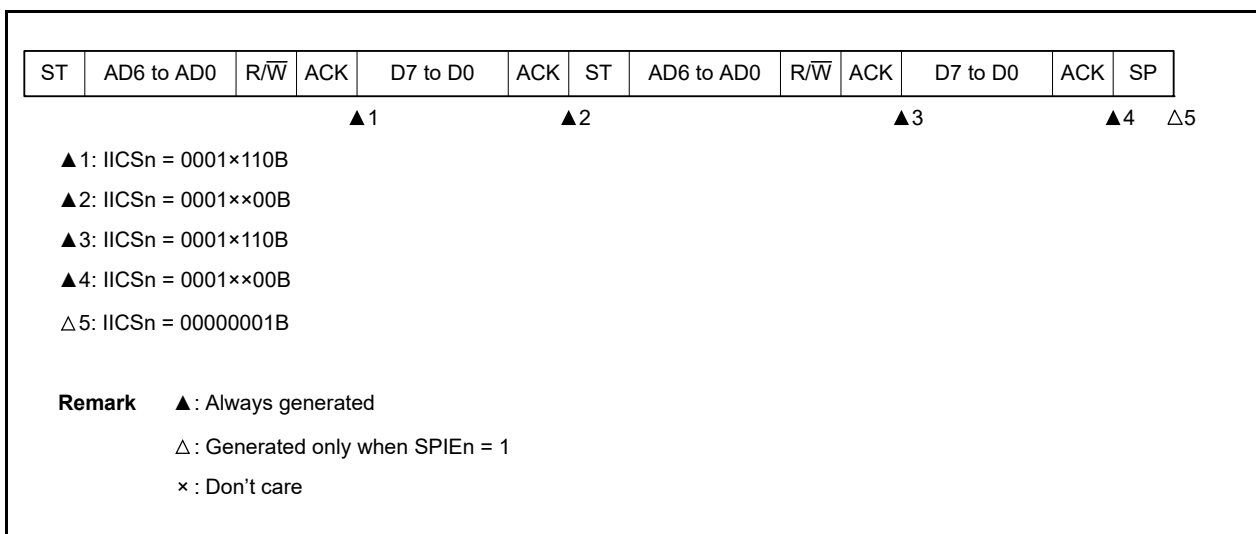 ST AD6 to AD0 R/W̅ ACK D7 to D0 ACK ST AD6 to AD0 R/W̅ ACK D7 to D0 ACK SP
▲1 ▲2 ▲3 ▲4 △5
▲1: IICSn = 0001×110B
▲2: IICSn = 0001××00B
▲3: IICSn = 0001×110B
▲4: IICSn = 0001××00B
△5: IICSn = 00000001B
Remark ▲: Always generated
△: Generated only when SPIEn = 1
× : Don’t care